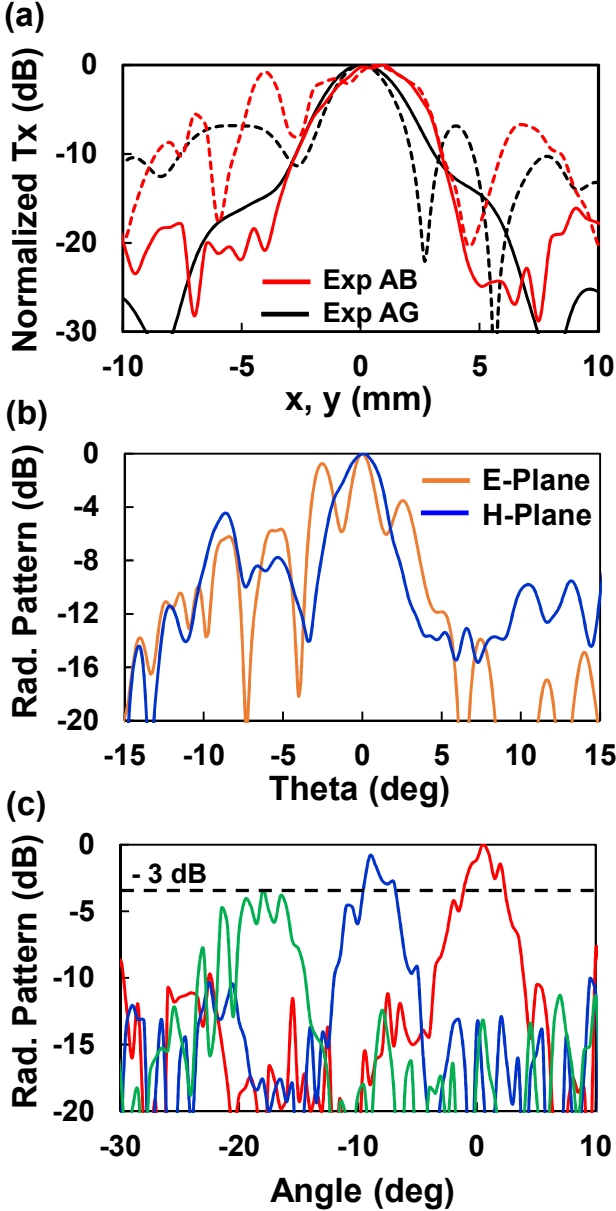 (a)
Normalized Tx (dB)
0
-10
-20
-30
Exp AB
Exp AG
-10 -5 0 5 10
x, y (mm)
(b)
Rad. Pattern (dB)
0
-4
-8
-12
-16
-20
E-Plane
H-Plane
-15 -10 -5 0 5 10 15
Theta (deg)
(c)
Rad. Pattern (dB)
0
-5
-10
-15
-20
- 3 dB
-30 -20 -10 0 10
Angle (deg)